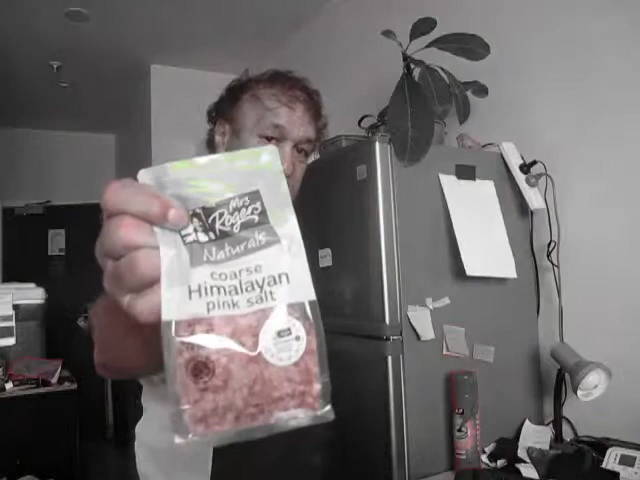 Mrs
Rogers
Naturals
coarse
Himalayan
pink salt